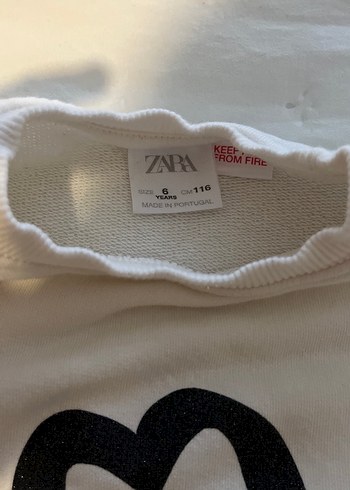 ZARA
KEEP
FROM FIRE
SIZE 6 CM 116
YEARS
MADE IN PORTUGAL